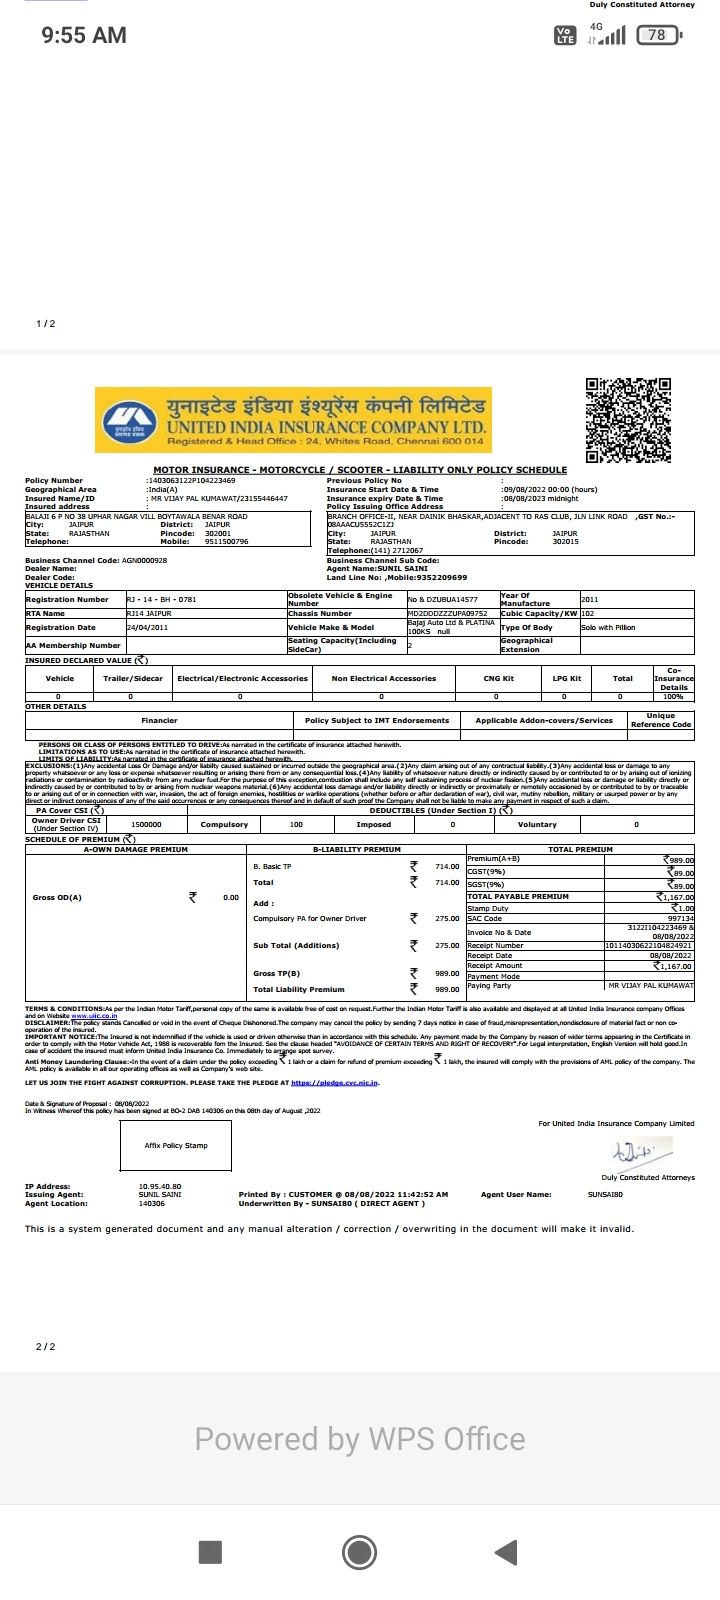 Duly Constituted Attorney
9:55 AM
Vo LTE 4G 78
1 / 2
युनाइटेड इंडिया इंश्यूरेंस कंपनी लिमिटेड
UNITED INDIA INSURANCE COMPANY LTD.
Registered & Head Office : 24, Whites Road, Chennai 600 014
MOTOR INSURANCE - MOTORCYCLE / SCOOTER - LIABILITY ONLY POLICY SCHEDULE
Policy Number :1403063122P104223469 Previous Policy No :
Geographical Area :India(A) Insurance Start Date & Time :09/08/2022 00:00 (hours)
Insured Name/ID : MR VIJAY PAL KUMAWAT/23155446447 Insurance expiry Date & Time :08/08/2023 midnight
Insured address : Policy Issuing Office Address :
BALAJI 6 P NO 38 UPHAR NAGAR VILL BOYTAWALA BENAR ROAD BRANCH OFFICE-II, NEAR DAINIK BHASKAR,ADJACENT TO RAS CLUB, JLN LINK ROAD ,GST No.:-
08AAACU5552C1ZJ
City: JAIPUR District: JAIPUR City: JAIPUR District: JAIPUR
State: RAJASTHAN Pincode: 302001 State: RAJASTHAN Pincode: 302015
Telephone: Mobile: 9511500796 Telephone:(141) 2712067
Business Channel Code: AGN0000928 Business Channel Sub Code:
Dealer Name: Agent Name:SUNIL SAINI
Dealer Code: Land Line No: ,Mobile:9352209699
VEHICLE DETAILS
Registration Number RJ - 14 - BH - 0781 Obsolete Vehicle & Engine Number No & DZUBUA14577 Year Of Manufacture 2011
RTA Name RJ14 JAIPUR Chassis Number MD2DDDZZZUPA09752 Cubic Capacity/KW 102
Registration Date 24/04/2011 Vehicle Make & Model Bajaj Auto Ltd & PLATINA 100KS null Type Of Body Solo with Pillion
AA Membership Number Seating Capacity(Including SideCar) 2 Geographical Extension
INSURED DECLARED VALUE (₹)
Vehicle Trailer/Sidecar Electrical/Electronic Accessories Non Electrical Accessories CNG Kit LPG Kit Total Co-Insurance Details
0 0 0 0 0 0 0 100%
OTHER DETAILS
Financier Policy Subject to IMT Endorsements Applicable Addon-covers/Services Unique Reference Code
PERSONS OR CLASS OF PERSONS ENTITLED TO DRIVE:As narrated in the certificate of insurance attached herewith.
LIMITATIONS AS TO USE:As narrated in the certificate of insurance attached herewith.
LIMITS OF LIABILITY:As narrated in the certificate of insurance attached herewith.
EXCLUSIONS:(1)Any accidental Loss Or Damage and/or liabilty caused sustained or incurred outside the geographical area.(2)Any claim arising out of any contractual liability.(3)Any accidental loss or damage to any
property whatsoever or any loss or expense whatsoever resulting or arising there from or any consequential loss.(4)Any liability of whatsoever nature directly or indirectly caused by or contributed to or by arising out of ionizing
radiations or contamination by radioactivity from any nuclear fuel.For the purpose of this exception,combustion shall include any self sustaining process of nuclear fission.(5)Any accidental loss or damage or liability directly or
indirectly caused by or contributed to by or arising from nuclear weapons material.(6)Any accidental loss damage and/or liability directly or indirectly or proximately or remotely occasioned by or contributed to by or traceable
to or arising out of or in connection with war, invasion, the act of foreign enemies, hostilities or warlike operations (whether before or after declaration of war), civil war, mutiny rebellion, military or usurped power or by any
direct or indirect consequences of any of the said occurrences or any consequences thereof and in default of such proof the Company shall not be liable to make any payment in respect of such a claim.
PA Cover CSI (₹) DEDUCTIBLES (Under Section I) (₹)
Owner Driver CSI (Under Section IV) 1500000 Compulsory 100 Imposed 0 Voluntary 0
SCHEDULE OF PREMIUM (₹)
A-OWN DAMAGE PREMIUM B-LIABILITY PREMIUM TOTAL PREMIUM
Gross OD(A) ₹ 0.00
B. Basic TP ₹ 714.00
Total ₹ 714.00
Add :
Compulsory PA for Owner Driver ₹ 275.00
Sub Total (Additions) ₹ 275.00
Gross TP(B) ₹ 989.00
Total Liability Premium ₹ 989.00
Premium(A+B) ₹989.00
CGST(9%) ₹89.00
SGST(9%) ₹89.00
TOTAL PAYABLE PREMIUM ₹1,167.00
Stamp Duty ₹1.00
SAC Code 997134
Invoice No & Date 3122I104223469 & 08/08/2022
Receipt Number 10114030622104824921
Receipt Date 08/08/2022
Receipt Amount ₹1,167.00
Payment Mode
Paying Party MR VIJAY PAL KUMAWAT
TERMS & CONDITIONS:As per the Indian Motor Tariff,personal copy of the same is available free of cost on request.Further the Indian Motor Tariff is also available and displayed at all United India Insurance company Offices
and on Website www.uiic.co.in
DISCLAIMER:The policy stands Cancelled or void in the event of Cheque Dishonored.The company may cancel the policy by sending 7 days notice in case of fraud,misrepresentation,nondisclosure of material fact or non co-
operation of the insured.
IMPORTANT NOTICE:The Insured is not indemnified if the vehicle is used or driven otherwise than in accordance with this schedule. Any payment made by the Company by reason of wider terms appearing in the Certificate in
order to comply with the Motor Vehicle Act, 1988 is recoverable fom the Insured. See the clause headed "AVOIDANCE OF CERTAIN TERMS AND RIGHT OF RECOVERY".For Legal interpretation, English Version will hold good.In
case of accident the insured must inform United India Insurance Co. Immediately to arrange spot survey.
Anti Money Laundering Clause:-In the event of a claim under the policy exceeding ₹ 1 lakh or a claim for refund of premium exceeding ₹ 1 lakh, the insured will comply with the provisions of AML policy of the company. The
AML policy is available in all our operating offices as well as Company's web site.
LET US JOIN THE FIGHT AGAINST CORRUPTION. PLEASE TAKE THE PLEDGE AT https://pledge.cvc.nic.in.
Date & Signature of Proposal : 08/08/2022
In Witness Whereof this policy has been signed at BO-2 DAB 140306 on this 08th day of August ,2022
For United India Insurance Company Limited
Affix Policy Stamp
Duly Constituted Attorneys
IP Address: 10.95.40.80
Issuing Agent: SUNIL SAINI Printed By : CUSTOMER @ 08/08/2022 11:42:52 AM Agent User Name: SUNSAI80
Agent Location: 140306 Underwritten By - SUNSAI80 ( DIRECT AGENT )
This is a system generated document and any manual alteration / correction / overwriting in the document will make it invalid.
2 / 2
Powered by WPS Office